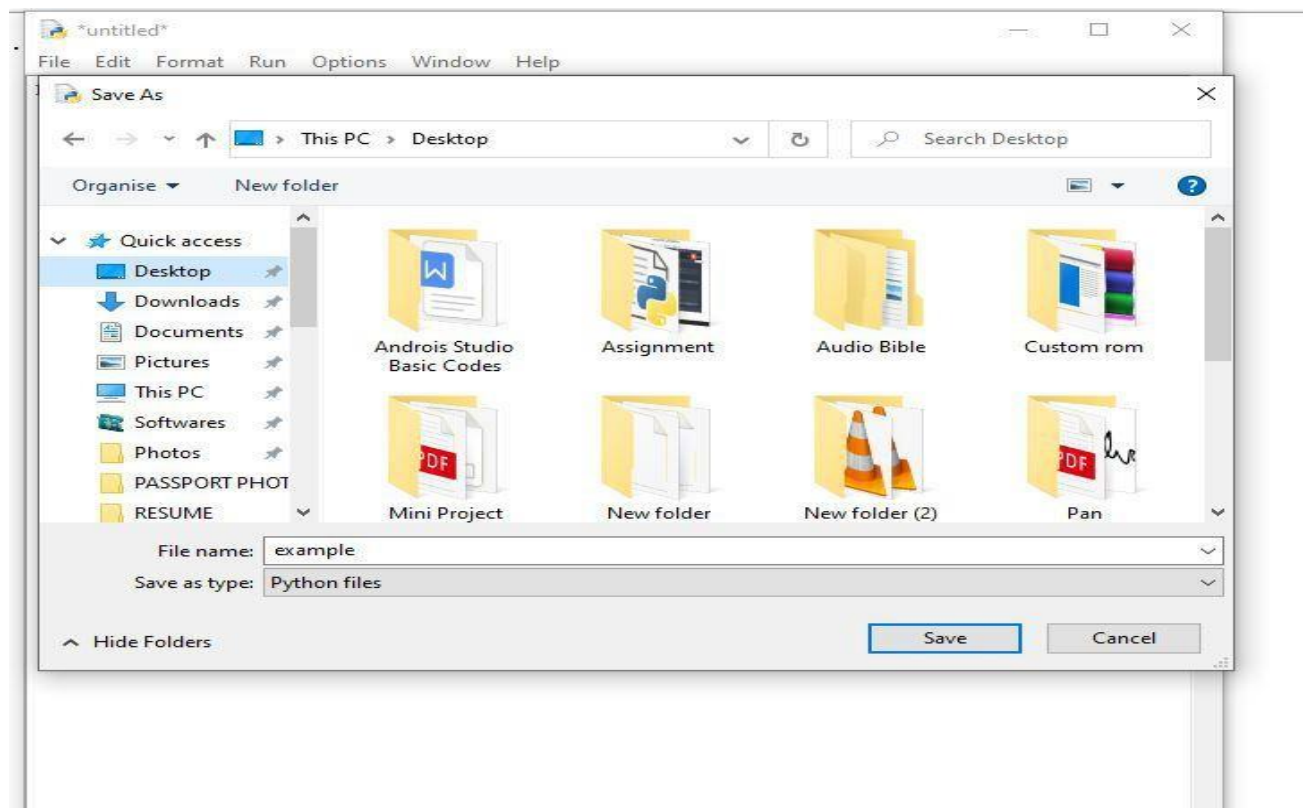 *untitled*
File Edit Format Run Options Window Help
Save As
This PC > Desktop
Search Desktop
Organise New folder
Quick access
Desktop
Downloads
Documents
Pictures
This PC
Softwares
Photos
PASSPORT PHOT
RESUME
Androis Studio
Basic Codes
Assignment
Audio Bible
Custom rom
PDF
Mini Project
New folder
New folder (2)
PDF
Pan
File name: example
Save as type: Python files
Hide Folders
Save Cancel